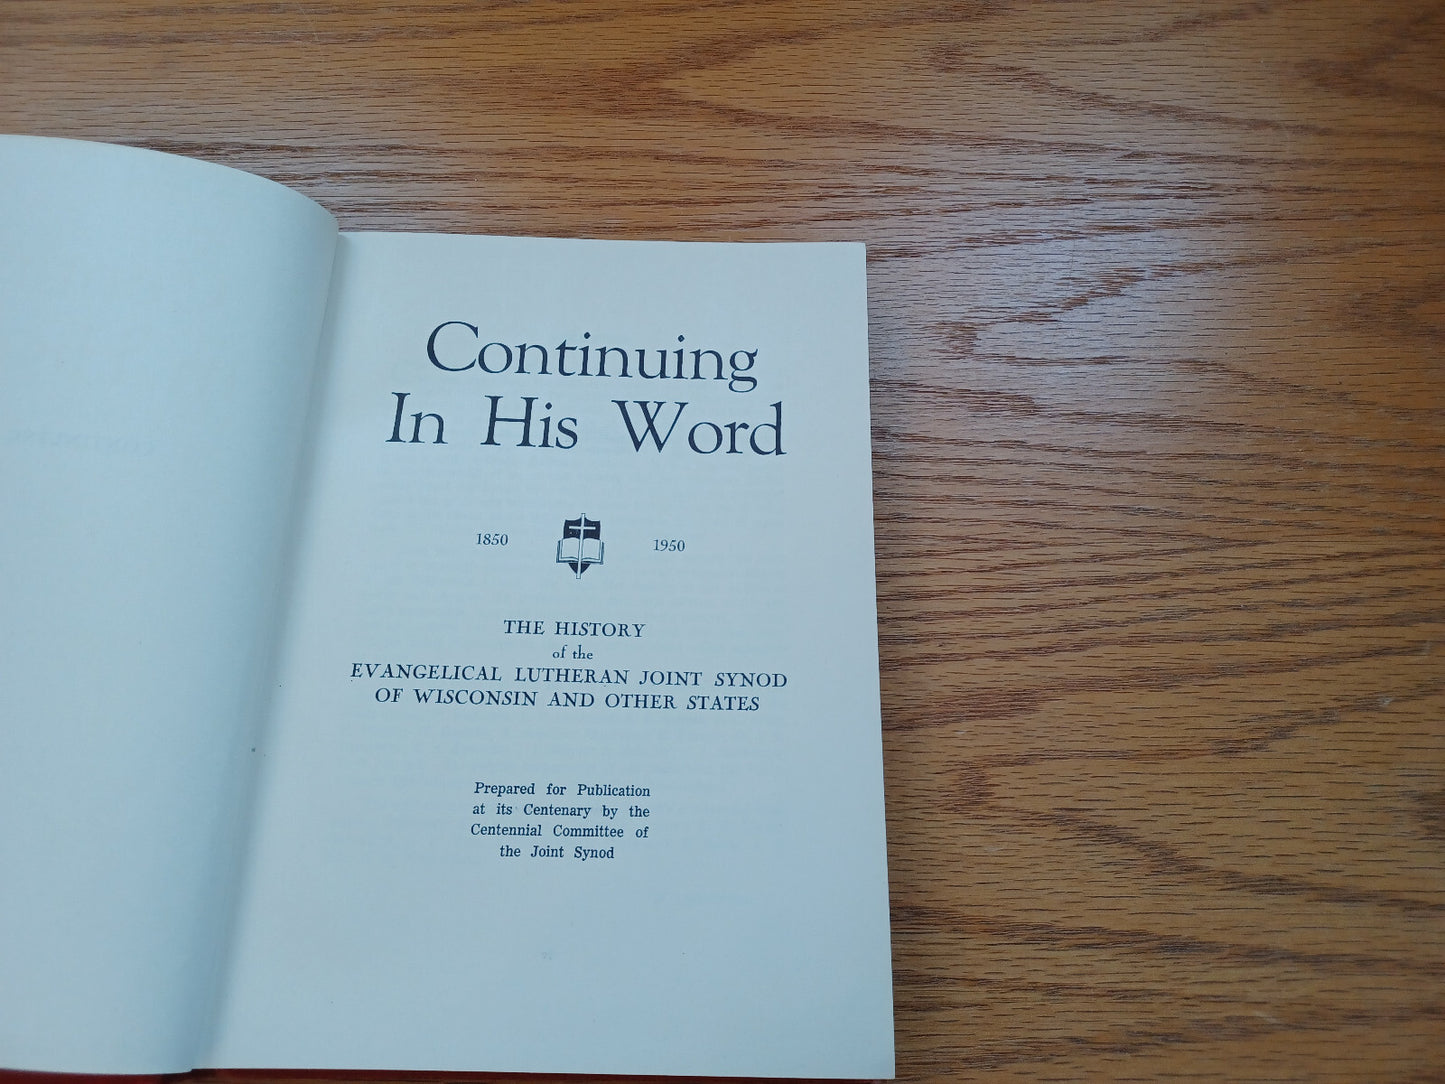 Continuing
In His Word
1850 1950
THE HISTORY
of the
EVANGELICAL LUTHERAN JOINT SYNOD
OF WISCONSIN AND OTHER STATES
Prepared for Publication
at its Centenary by the
Centennial Committee of
the Joint Synod